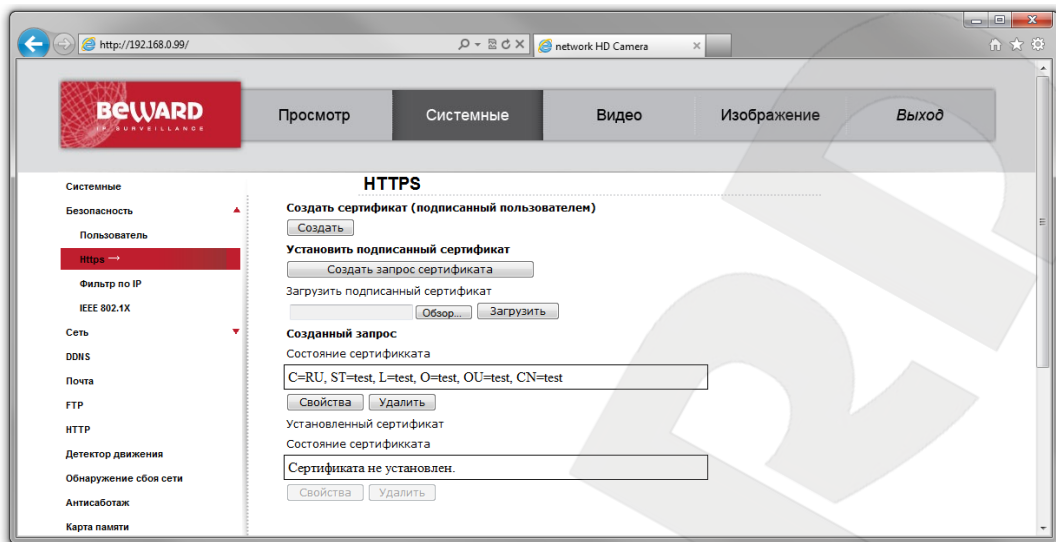 http://192.168.0.99/
network HD Camera
BEWARD
IP SURVEILLANCE
Просмотр
Системные
Видео
Изображение
Выход
Системные
Безопасность
Пользователь
Https →
Фильтр по IP
IEEE 802.1X
Сеть
DDNS
Почта
FTP
HTTP
Детектор движения
Обнаружение сбоя сети
Антисаботаж
Карта памяти
HTTPS
Создать сертификат (подписанный пользователем)
Создать
Установить подписанный сертификат
Создать запрос сертификата
Загрузить подписанный сертификат
Обзор... Загрузить
Созданный запрос
Состояние сертификката
C=RU, ST=test, L=test, O=test, OU=test, CN=test
Свойства Удалить
Установленный сертификат
Состояние сертификката
Сертификата не установлен.
Свойства Удалить